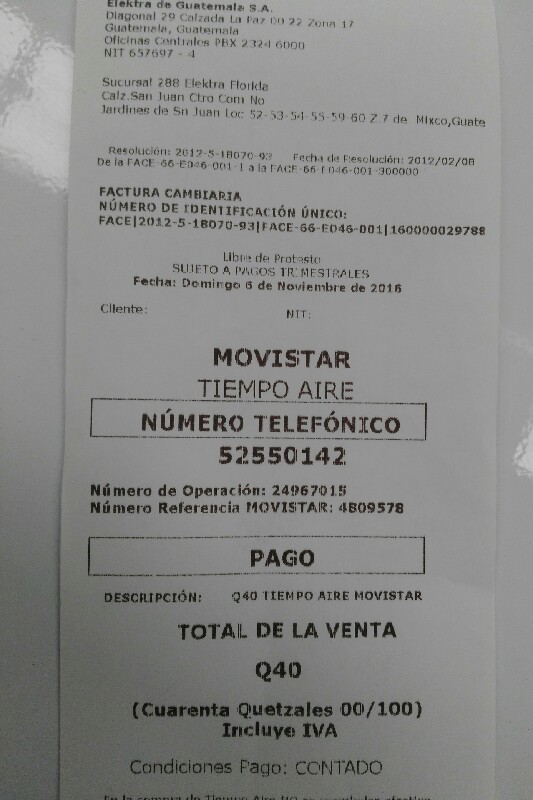 Elektra de Guatemala S.A.
Diagonal 29 Calzada La Paz 00 22 Zona 17
Guatemala, Guatemala
Oficinas Centrales PBX 2324 6000
NIT 657697 - 4
Sucursal 288 Elektra Florida
Calz.San Juan Ctro Com No
Jardines de Sn Juan Loc 52-53-54-55-59-60 Z.7 de Mixco,Guate
Resolución: 2012-5-18070-93 Fecha de Resolución: 2012/02/08
De la FACE-66-E046-001-1 a la FACE-66-E046-001-300000
FACTURA CAMBIARIA
NÚMERO DE IDENTIFICACIÓN ÚNICO:
FACE|2012-5-18070-93|FACE-66-E046-001|160000029788
Libre de Protesto
SUJETO A PAGOS TRIMESTRALES
Fecha: Domingo 6 de Noviembre de 2016
Cliente: NIT:
MOVISTAR
TIEMPO AIRE
NÚMERO TELEFÓNICO
52550142
Número de Operación: 24967015
Número Referencia MOVISTAR: 4809578
PAGO
DESCRIPCIÓN: Q40 TIEMPO AIRE MOVISTAR
TOTAL DE LA VENTA
Q40
(Cuarenta Quetzales 00/100)
Incluye IVA
Condiciones Pago: CONTADO
En la compra de Tiempo Aire NO